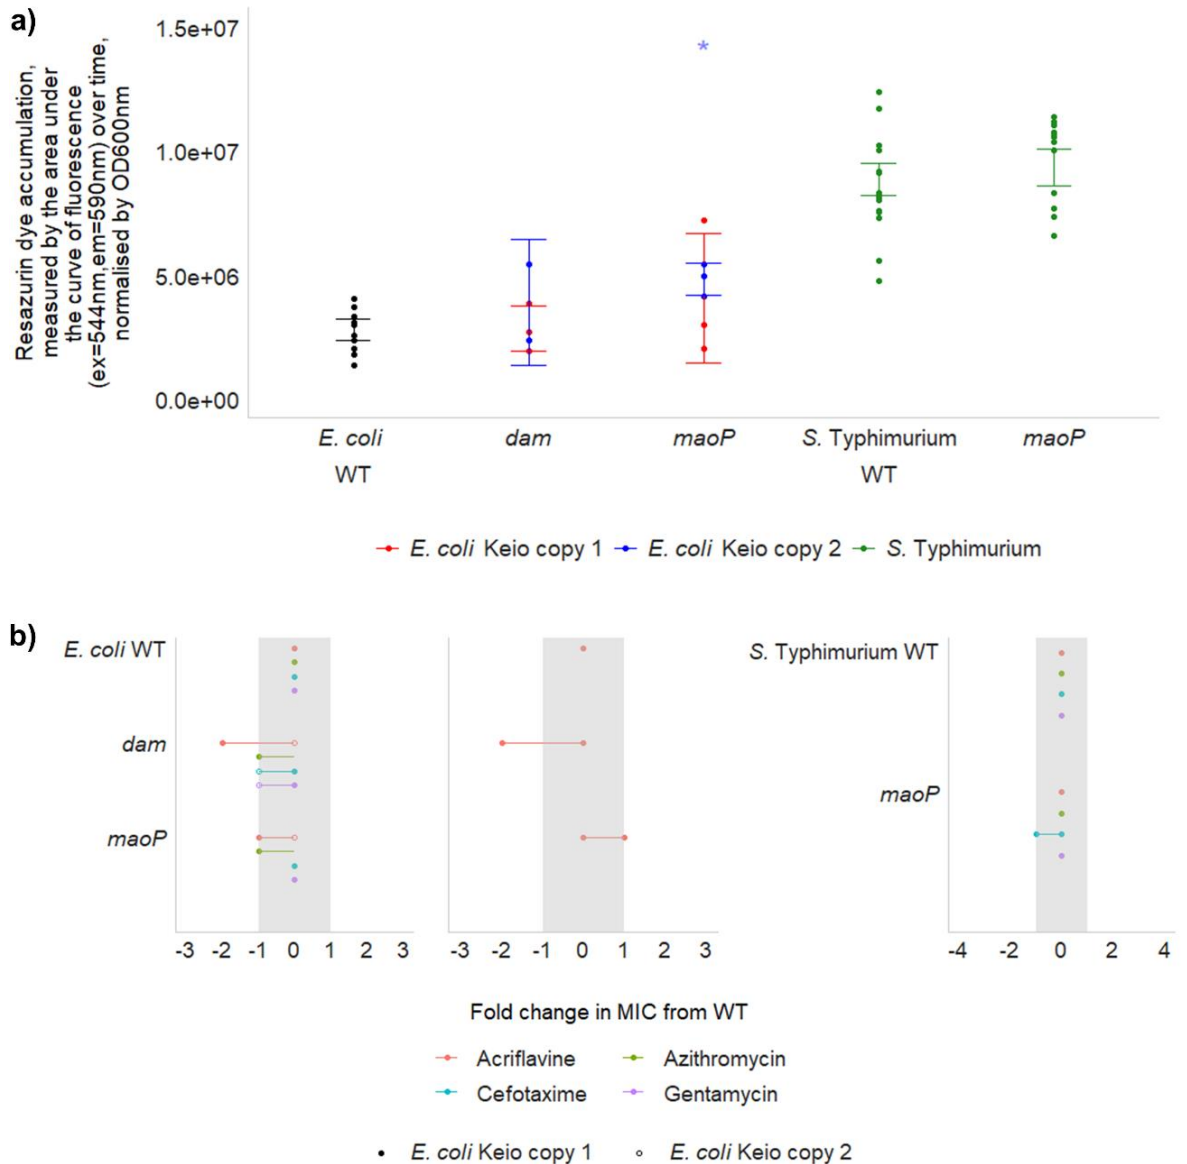 a)
Resazurin dye accumulation,
measured by the area under
the curve of fluorescence
(ex=544nm,em=590nm) over time,
normalised by OD600nm
1.5e+07
1.0e+07
5.0e+06
0.0e+00
*
E. coli
WT
dam
maoP
S. Typhimurium
WT
maoP
E. coli Keio copy 1
E. coli Keio copy 2
S. Typhimurium
b)
E. coli WT
dam
maoP
-3 -2 -1 0 1 2 3
-3 -2 -1 0 1 2 3
S. Typhimurium WT
maoP
-4 -2 0 2 4
Fold change in MIC from WT
Acriflavine
Azithromycin
Cefotaxime
Gentamycin
E. coli Keio copy 1
E. coli Keio copy 2